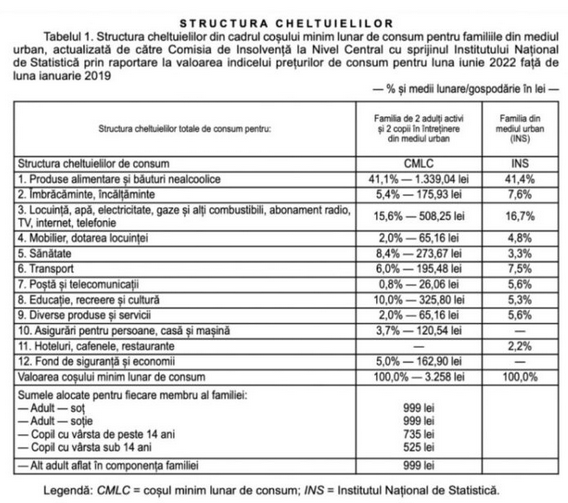 STRUCTURA CHELTUIELILOR
Tabelul 1. Structura cheltuielilor din cadrul coșului minim lunar de consum pentru familiile din mediul
urban, actualizată de către Comisia de Insolvență la Nivel Central cu sprijinul Institutului Național
de Statistică prin raportare la valoarea indicelui prețurilor de consum pentru luna iunie 2022 față de
luna ianuarie 2019
— % și medii lunare/gospodărie în lei —
Structura cheltuielilor totale de consum pentru:
Familia de 2 adulți activi
și 2 copii în întreținere
din mediul urban
Familia din
mediul urban
(INS)
Structura cheltuielilor de consum CMLC INS
1. Produse alimentare și băuturi nealcoolice 41,1% — 1.339,04 lei 41,4%
2. Îmbrăcăminte, încălțăminte 5,4% — 175,93 lei 7,6%
3. Locuință, apă, electricitate, gaze și alți combustibili, abonament radio,
TV, internet, telefonie 15,6% — 508,25 lei 16,7%
4. Mobilier, dotarea locuinței 2,0% — 65,16 lei 4,8%
5. Sănătate 8,4% — 273,67 lei 3,3%
6. Transport 6,0% — 195,48 lei 7,5%
7. Poștă și telecomunicații 0,8% — 26,06 lei 5,6%
8. Educație, recreere și cultură 10,0% — 325,80 lei 5,3%
9. Diverse produse și servicii 2,0% — 65,16 lei 5,6%
10. Asigurări pentru persoane, casă și mașină 3,7% — 120,54 lei —
11. Hoteluri, cafenele, restaurante — 2,2%
12. Fond de siguranță și economii 5,0% — 162,90 lei
Valoarea coșului minim lunar de consum 100,0% — 3.258 lei 100,0%
Sumele alocate pentru fiecare membru al familiei:
— Adult — soț 999 lei
— Adult — soție 999 lei
— Copil cu vârsta de peste 14 ani 735 lei
— Copil cu vârsta sub 14 ani 525 lei
— Alt adult aflat în componența familiei 999 lei
Legendă: CMLC = coșul minim lunar de consum; INS = Institutul Național de Statistică.